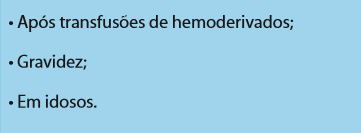 • Após transfusões de hemoderivados;
• Gravidez;
• Em idosos.